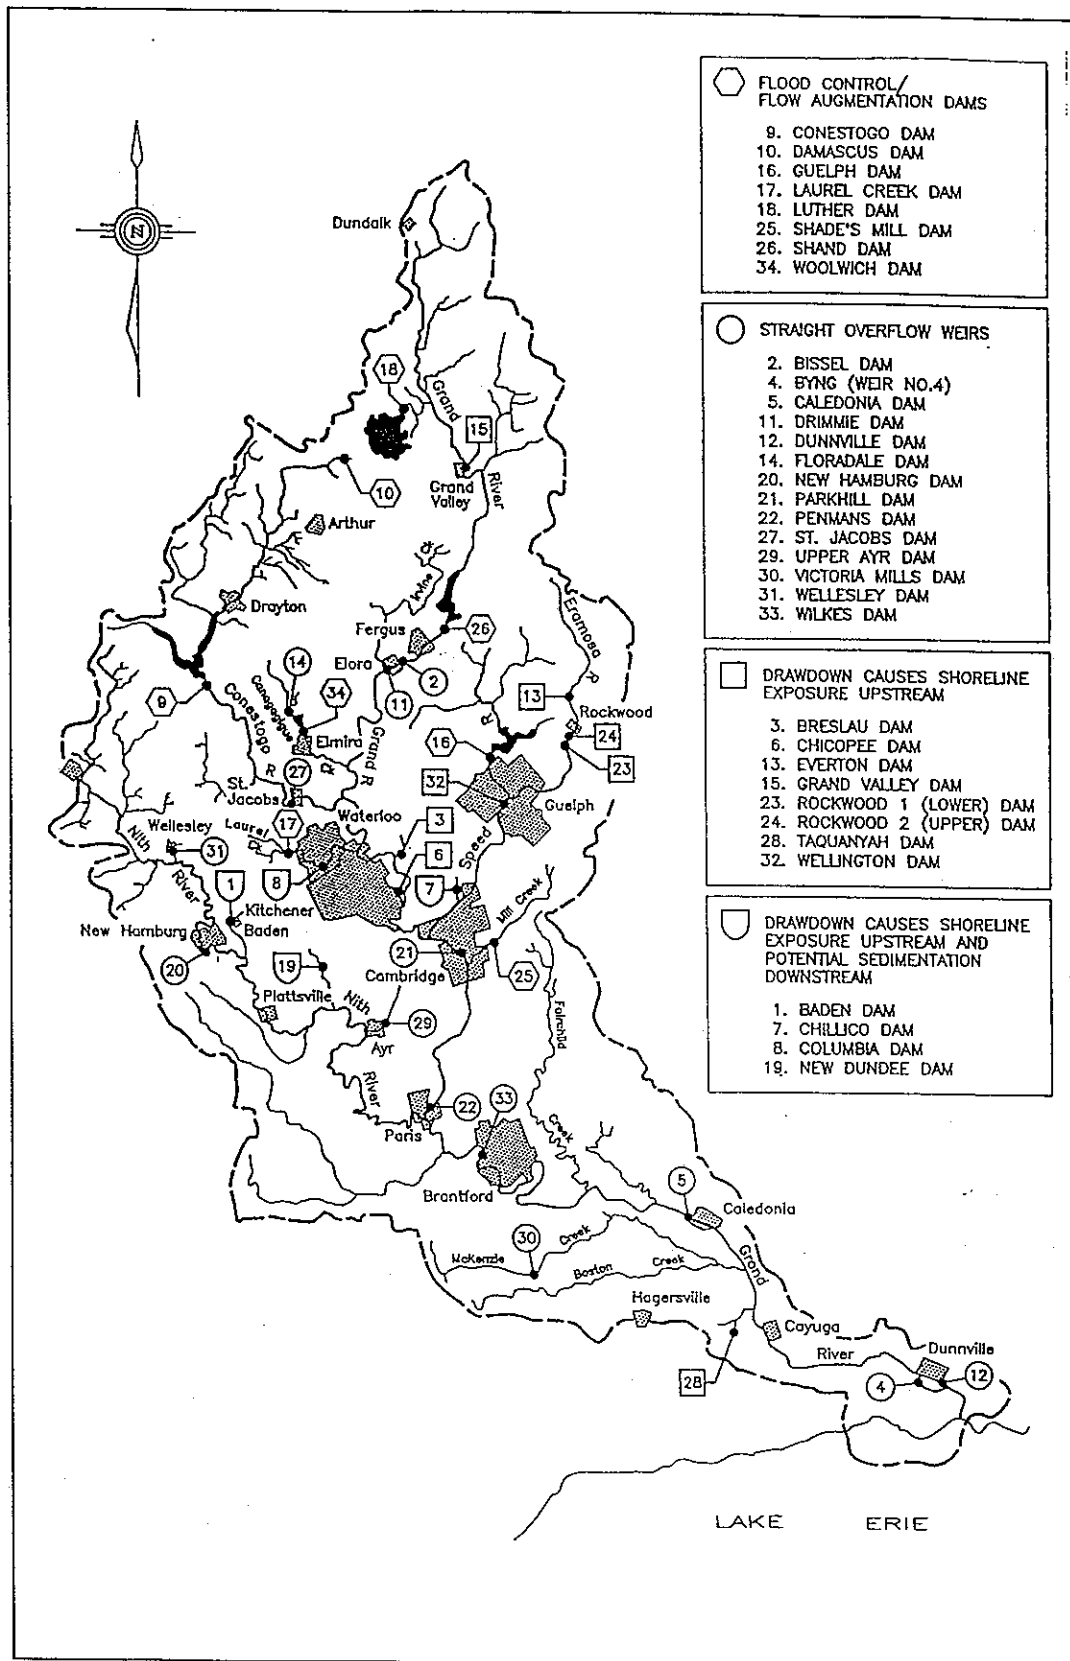 FLOOD CONTROL/
FLOW AUGMENTATION DAMS
9. CONESTOGO DAM
10. DAMASCUS DAM
16. GUELPH DAM
17. LAUREL CREEK DAM
18. LUTHER DAM
25. SHADE'S MILL DAM
26. SHAND DAM
34. WOOLWICH DAM
STRAIGHT OVERFLOW WEIRS
2. BISSEL DAM
4. BYNG (WEIR NO.4)
5. CALEDONIA DAM
11. DRIMMIE DAM
12. DUNNVILLE DAM
14. FLORADALE DAM
20. NEW HAMBURG DAM
21. PARKHILL DAM
22. PENMANS DAM
27. ST. JACOBS DAM
29. UPPER AYR DAM
30. VICTORIA MILLS DAM
31. WELLESLEY DAM
33. WILKES DAM
DRAWDOWN CAUSES SHORELINE
EXPOSURE UPSTREAM
3. BRESLAU DAM
6. CHICOPEE DAM
13. EVERTON DAM
15. GRAND VALLEY DAM
23. ROCKWOOD 1 (LOWER) DAM
24. ROCKWOOD 2 (UPPER) DAM
28. TAQUANYAH DAM
32. WELLINGTON DAM
DRAWDOWN CAUSES SHORELINE
EXPOSURE UPSTREAM AND
POTENTIAL SEDIMENTATION
DOWNSTREAM
1. BADEN DAM
7. CHILLICO DAM
8. COLUMBIA DAM
19. NEW DUNDEE DAM
N
Dundalk
18
Grand
15
10
Grand
Valley
River
Arthur
Irvine
Ck
Drayton
Fergus
26
Eramosa
R
Elora
14
2
9
Conestogo
R
Canagagigue
Ck
34
11
13
Rockwood
Elmira
Grand R
R
16
24
27
32
23
St.
Jacobs
Guelph
Waterloo
Nith
River
Wellesley
Laurel
Ck
17
3
31
6
Speed
1
8
7
Mill Creek
Kitchener
Baden
New Hamburg
21
20
19
Cambridge
25
Plattsville
Nith
29
Ayr
Fairchild
River
22
33
Paris
Creek
Brantford
5
Caledonia
30
McKenzie
Creek
Boston
Creek
Grand
Hagersville
Cayuga
River
Dunnville
28
4
12
LAKE ERIE